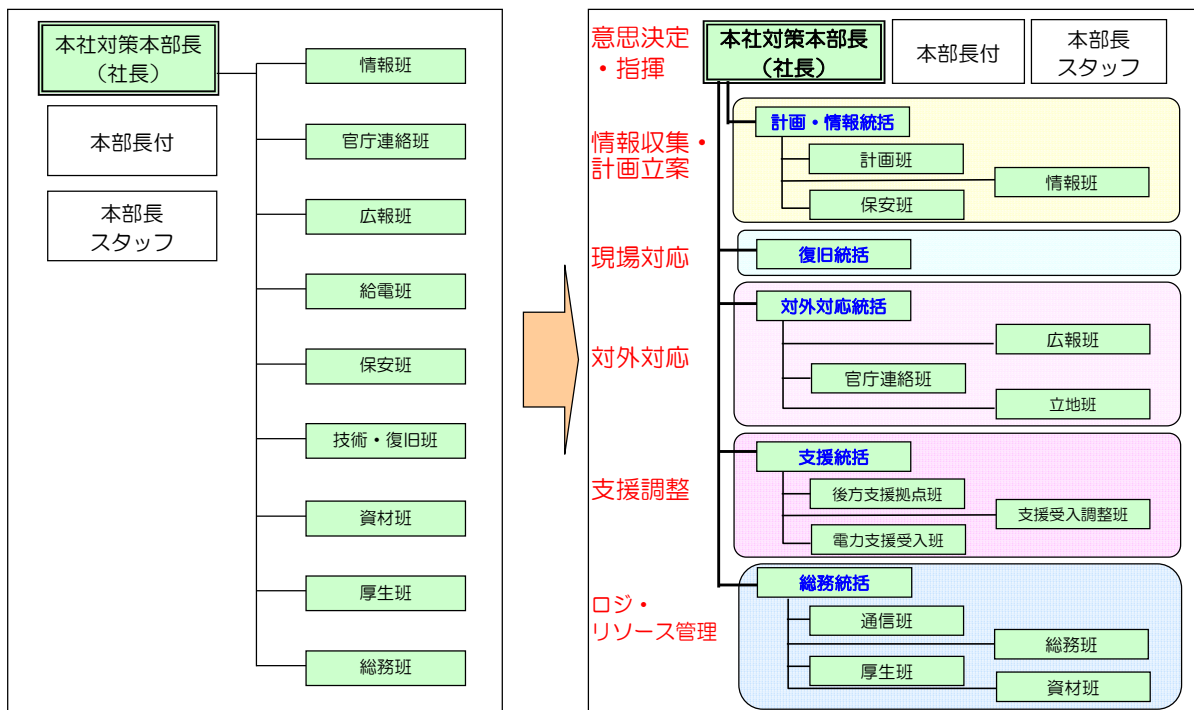 本社対策本部長
（社長）
本部長付
本部長
スタッフ
情報班
官庁連絡班
広報班
給電班
保安班
技術・復旧班
資材班
厚生班
総務班
意思決定
・指揮
本社対策本部長
（社長）
本部長付
本部長
スタッフ
情報収集・
計画立案
計画・情報統括
計画班
情報班
保安班
現場対応
復旧統括
対外対応
対外対応統括
広報班
官庁連絡班
立地班
支援調整
支援統括
後方支援拠点班
支援受入調整班
電力支援受入班
ロジ・
リソース管理
総務統括
通信班
総務班
厚生班
資材班